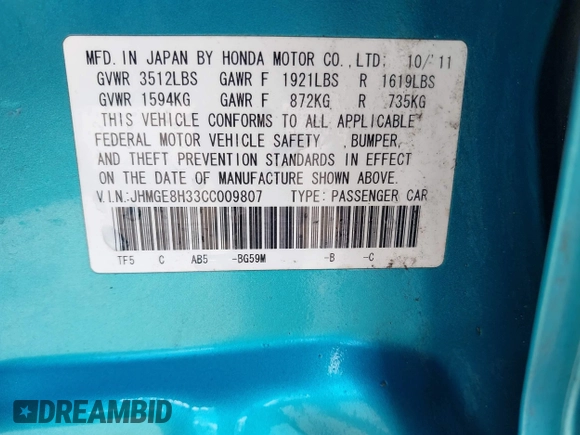 MFD. IN JAPAN BY HONDA MOTOR CO., LTD. 10/'11
GVWR 3512LBS GAWR F 1921LBS R 1619LBS
GVWR 1594KG GAWR F 872KG R 735KG
THIS VEHICLE CONFORMS TO ALL APPLICABLE
FEDERAL MOTOR VEHICLE SAFETY , BUMPER,
AND THEFT PREVENTION STANDARDS IN EFFECT
ON THE DATE OF MANUFACTURE SHOWN ABOVE.
V.I.N.:JHMGE8H33CC009807 TYPE: PASSENGER CAR
TF5 C AB5 -BG59M -B -C
DREAMBID